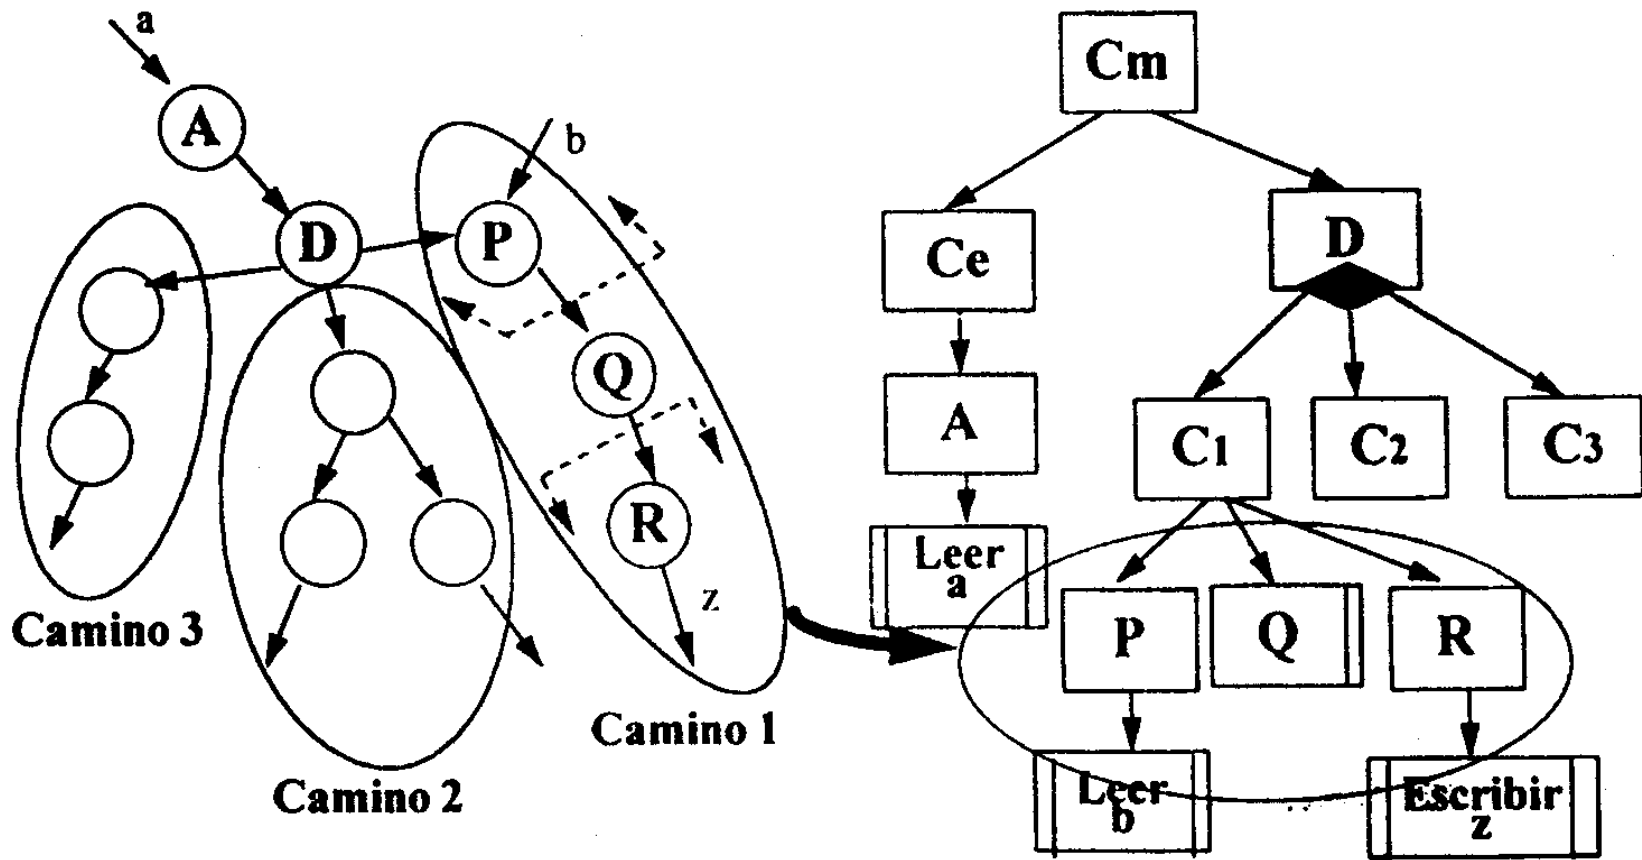 a
A
D
P
b
Q
R
z
Camino 3
Camino 2
Camino 1
Cm
Ce
D
A
C1
C2
C3
Leer
a
P
Q
R
Leer
b
Escribir
z